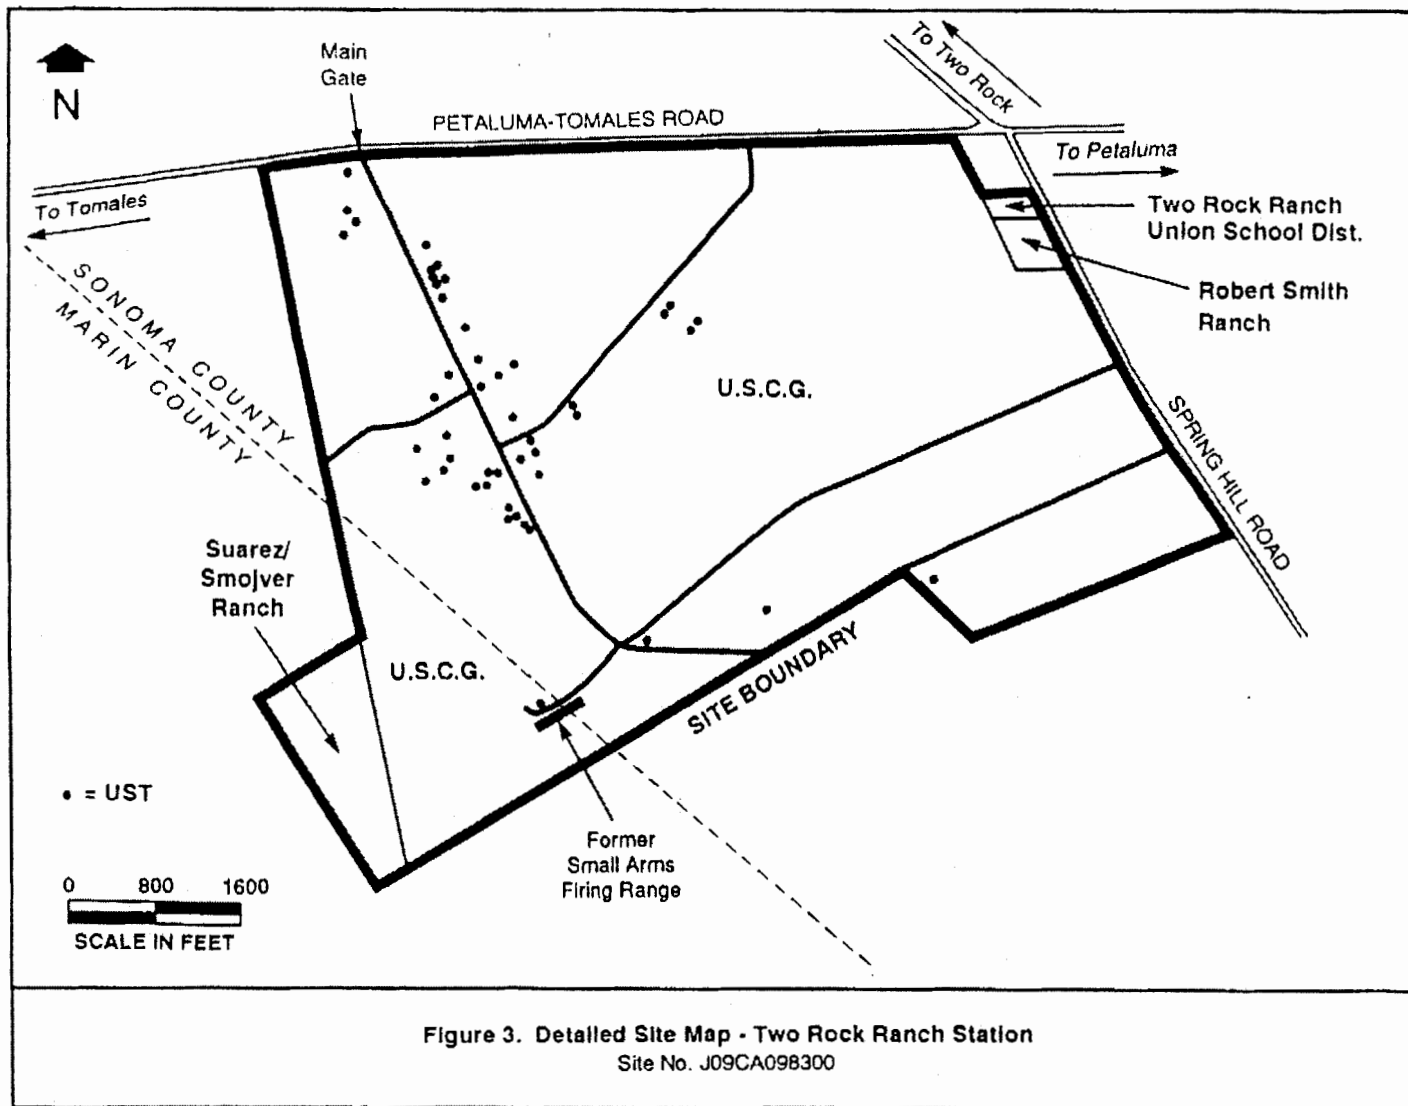 N
Main
Gate
PETALUMA-TOMALES ROAD
To Two Rock
To Petaluma
To Tomales
Two Rock Ranch
Union School Dist.
Robert Smith
Ranch
SONOMA COUNTY
MARIN COUNTY
U.S.C.G.
SPRING HILL ROAD
Suarez/
Smojver
Ranch
U.S.C.G.
SITE BOUNDARY
• = UST
Former
Small Arms
Firing Range
0 800 1600
SCALE IN FEET
Figure 3. Detailed Site Map - Two Rock Ranch Station
Site No. J09CA098300